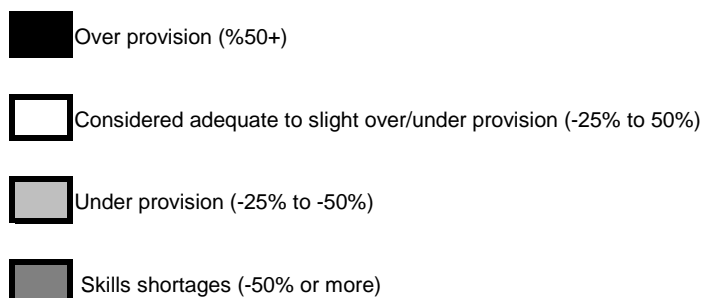 Over provision (%50+)
Considered adequate to slight over/under provision (-25% to 50%)
Under provision (-25% to -50%)
Skills shortages (-50% or more)